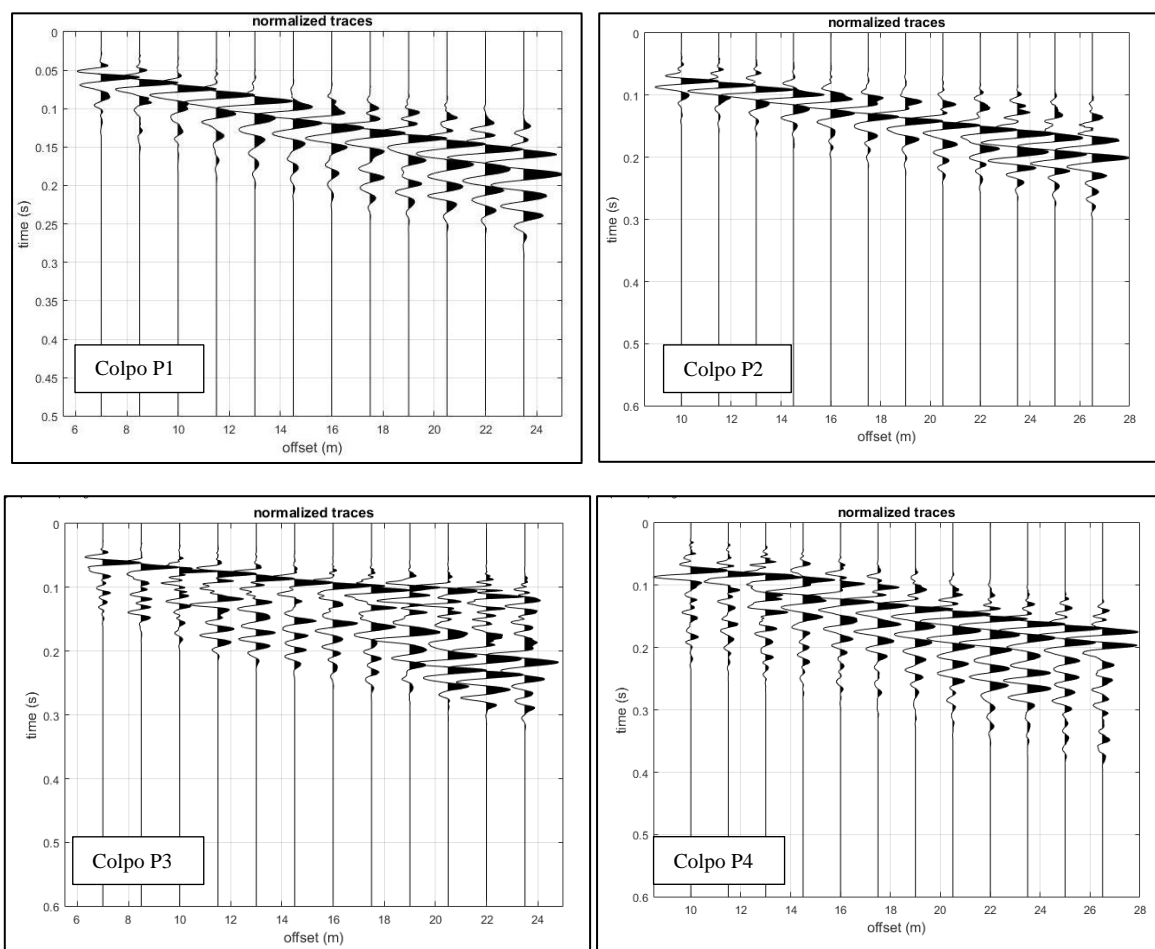 normalized traces
0
0.05
0.1
0.15
0.2
0.25
0.3
0.35
0.4
0.45
0.5
time (s)
6 8 10 12 14 16 18 20 22 24
offset (m)
Colpo P1
normalized traces
0
0.1
0.2
0.3
0.4
0.5
0.6
time (s)
10 12 14 16 18 20 22 24 26 28
offset (m)
Colpo P2
normalized traces
0
0.1
0.2
0.3
0.4
0.5
0.6
time (s)
6 8 10 12 14 16 18 20 22 24
offset (m)
Colpo P3
normalized traces
0
0.1
0.2
0.3
0.4
0.5
0.6
time (s)
10 12 14 16 18 20 22 24 26 28
offset (m)
Colpo P4